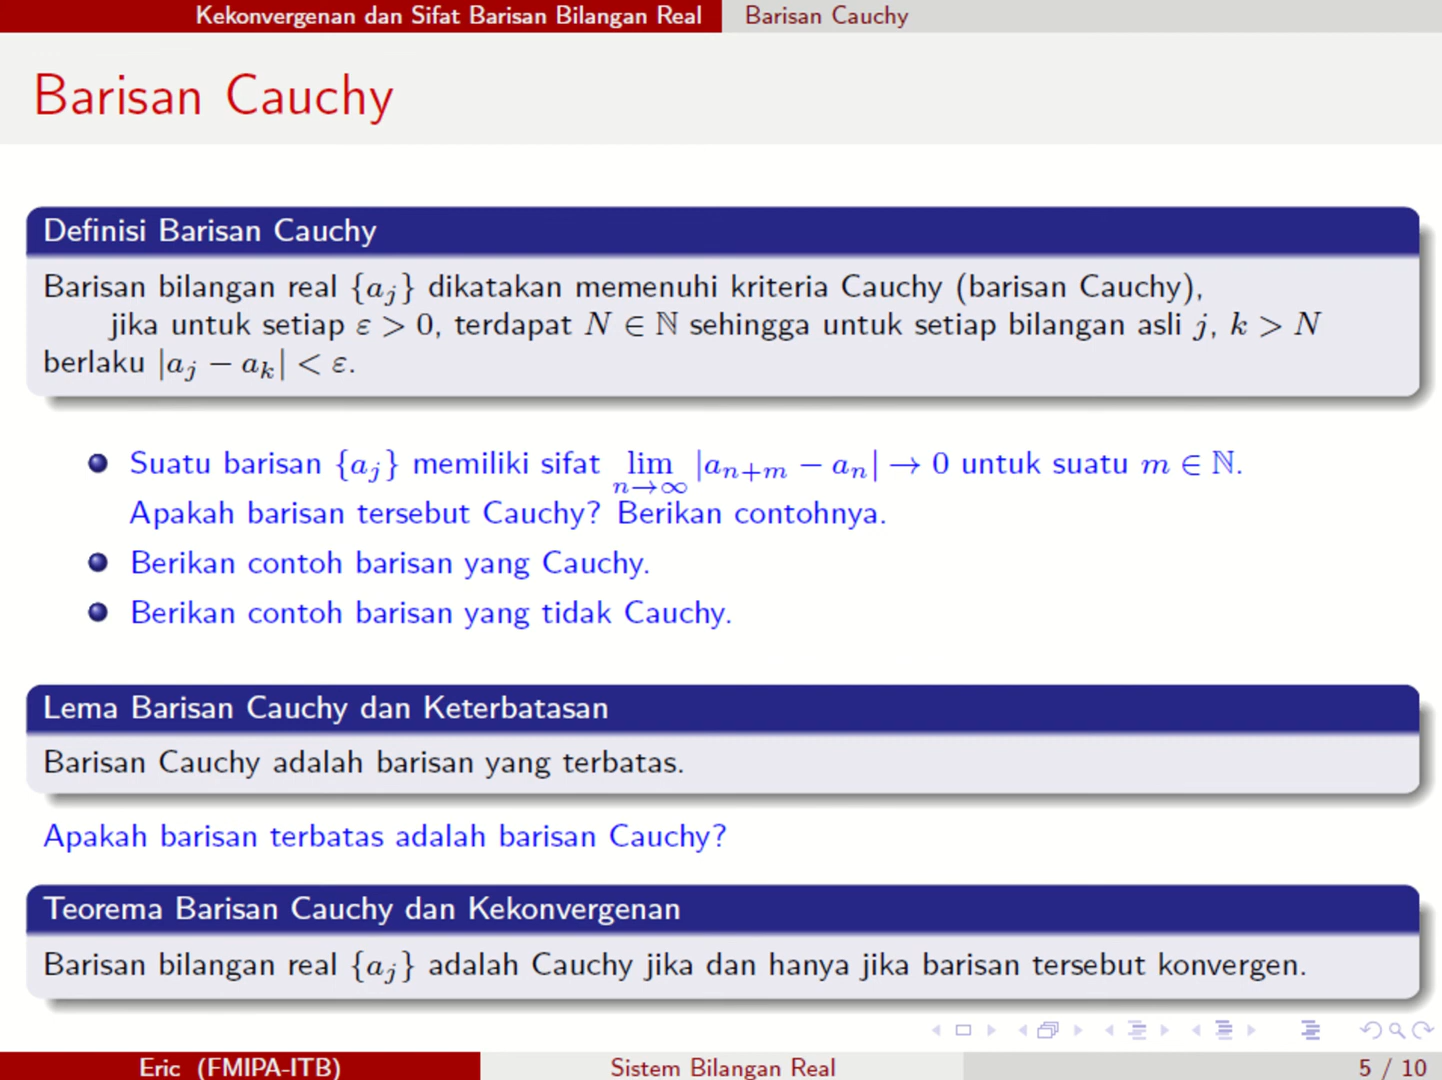 Kekonvergenan dan Sifat Barisan Bilangan Real Barisan Cauchy
Barisan Cauchy
Definisi Barisan Cauchy
Barisan bilangan real {a_j} dikatakan memenuhi kriteria Cauchy (barisan Cauchy),
jika untuk setiap ε > 0, terdapat N ∈ ℕ sehingga untuk setiap bilangan asli j, k > N
berlaku |a_j − a_k| < ε.
Suatu barisan {a_j} memiliki sifat lim_{n→∞} |a_{n+m} − a_n| → 0 untuk suatu m ∈ ℕ.
Apakah barisan tersebut Cauchy? Berikan contohnya.
Berikan contoh barisan yang Cauchy.
Berikan contoh barisan yang tidak Cauchy.
Lema Barisan Cauchy dan Keterbatasan
Barisan Cauchy adalah barisan yang terbatas.
Apakah barisan terbatas adalah barisan Cauchy?
Teorema Barisan Cauchy dan Kekonvergenan
Barisan bilangan real {a_j} adalah Cauchy jika dan hanya jika barisan tersebut konvergen.
Eric (FMIPA-ITB) Sistem Bilangan Real 5 / 10